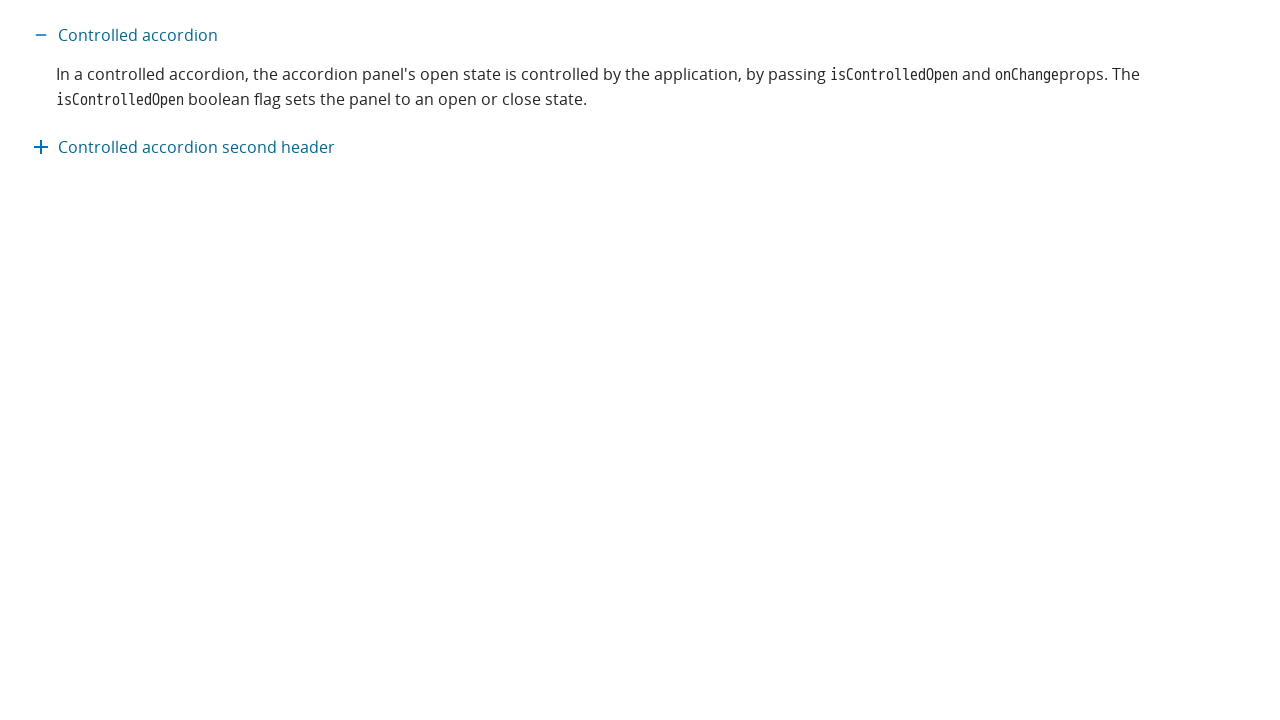 Controlled accordion
In a controlled accordion, the accordion panel's open state is controlled by the application, by passing isControlledOpen and onChangeprops. The
isControlledOpen boolean flag sets the panel to an open or close state.
Controlled accordion second header